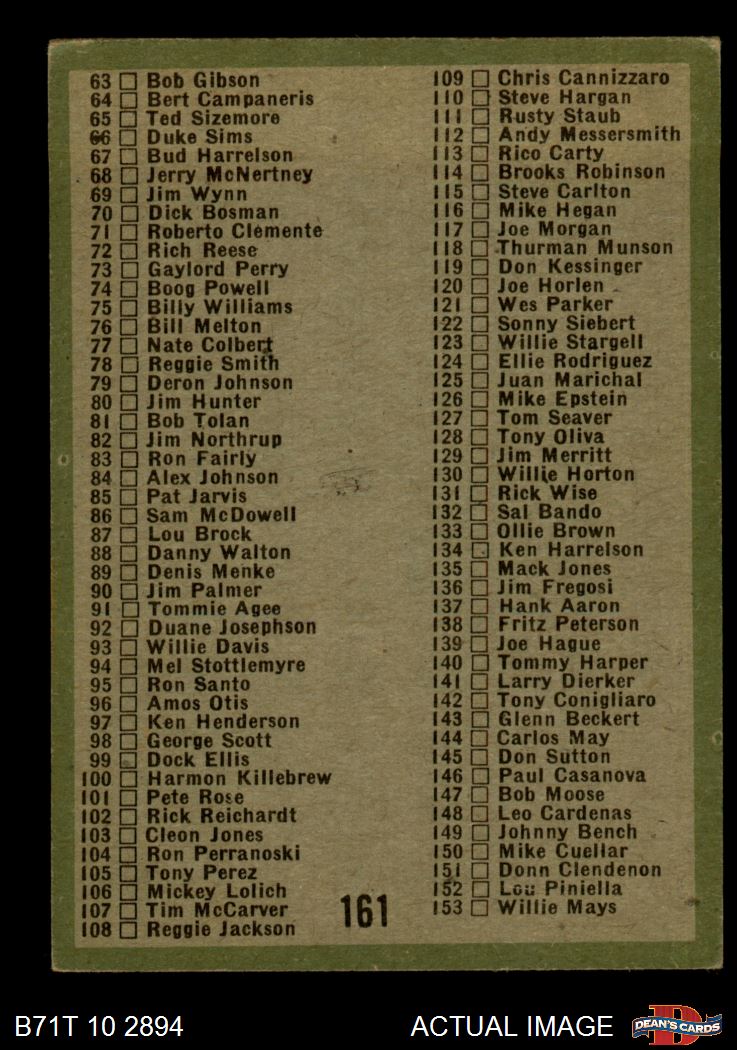 63 Bob Gibson
64 Bert Campaneris
65 Ted Sizemore
66 Duke Sims
67 Bud Harrelson
68 Jerry McNertney
69 Jim Wynn
70 Dick Bosman
71 Roberto Clemente
72 Rich Reese
73 Gaylord Perry
74 Boog Powell
75 Billy Williams
76 Bill Melton
77 Nate Colbert
78 Reggie Smith
79 Deron Johnson
80 Jim Hunter
81 Bob Tolan
82 Jim Northrup
83 Ron Fairly
84 Alex Johnson
85 Pat Jarvis
86 Sam McDowell
87 Lou Brock
88 Danny Walton
89 Denis Menke
90 Jim Palmer
91 Tommie Agee
92 Duane Josephson
93 Willie Davis
94 Mel Stottlemyre
95 Ron Santo
96 Amos Otis
97 Ken Henderson
98 George Scott
99 Dock Ellis
100 Harmon Killebrew
101 Pete Rose
102 Rick Reichardt
103 Cleon Jones
104 Ron Perranoski
105 Tony Perez
106 Mickey Lolich
107 Tim McCarver
108 Reggie Jackson
109 Chris Cannizzaro
110 Steve Hargan
111 Rusty Staub
112 Andy Messersmith
113 Rico Carty
114 Brooks Robinson
115 Steve Carlton
116 Mike Hegan
117 Joe Morgan
118 Thurman Munson
119 Don Kessinger
120 Joe Horlen
121 Wes Parker
122 Sonny Siebert
123 Willie Stargell
124 Ellie Rodriguez
125 Juan Marichal
126 Mike Epstein
127 Tom Seaver
128 Tony Oliva
129 Jim Merritt
130 Willie Horton
131 Rick Wise
132 Sal Bando
133 Ollie Brown
134 Ken Harrelson
135 Mack Jones
136 Jim Fregosi
137 Hank Aaron
138 Fritz Peterson
139 Joe Hague
140 Tommy Harper
141 Larry Dierker
142 Tony Conigliaro
143 Glenn Beckert
144 Carlos May
145 Don Sutton
146 Paul Casanova
147 Bob Moose
148 Leo Cardenas
149 Johnny Bench
150 Mike Cuellar
151 Donn Clendenon
152 Lou Piniella
153 Willie Mays
161
B71T 10 2894
ACTUAL IMAGE
D
DEAN'S CARDS